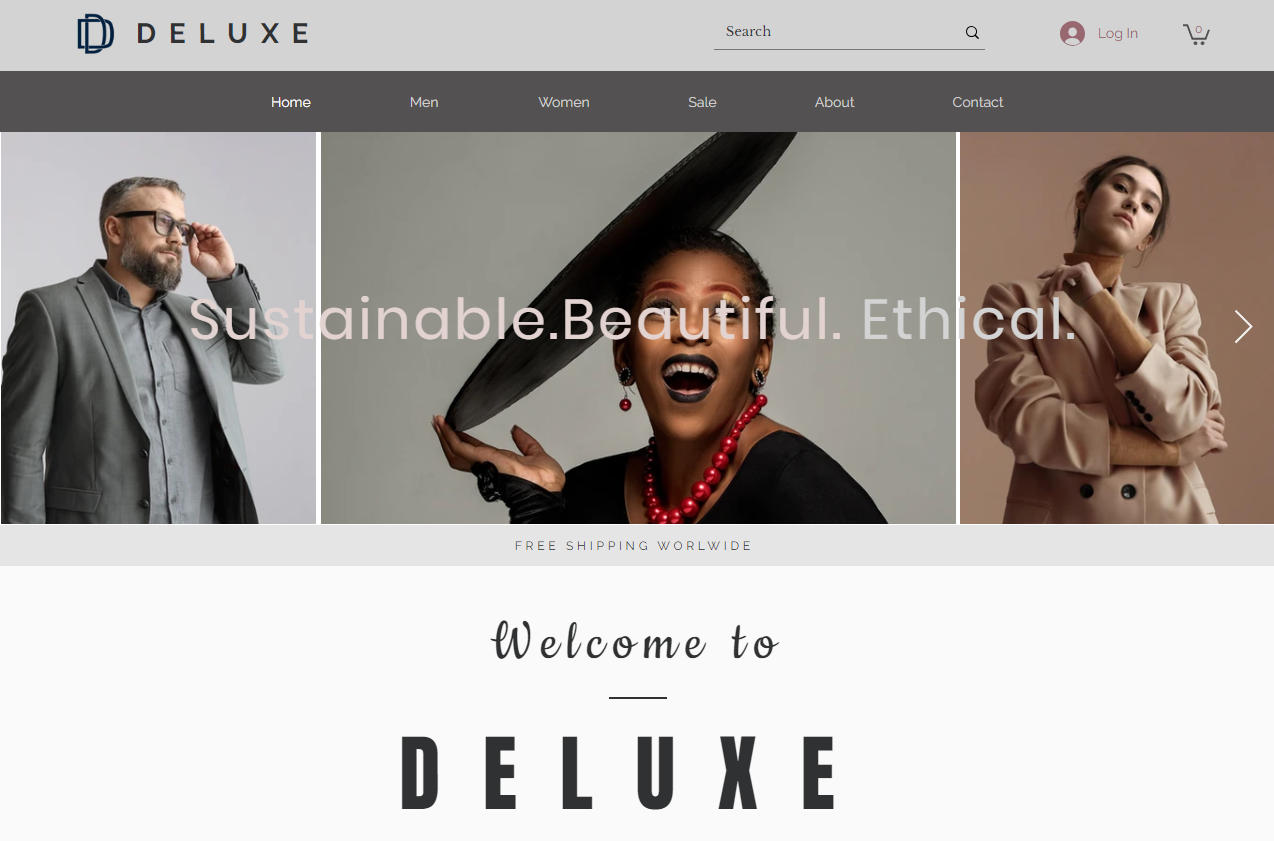 DELUXE
Search
Log In
0
Home Men Women Sale About Contact
Sustainable.Beautiful. Ethical.
FREE SHIPPING WORLWIDE
Welcome to
DELUXE